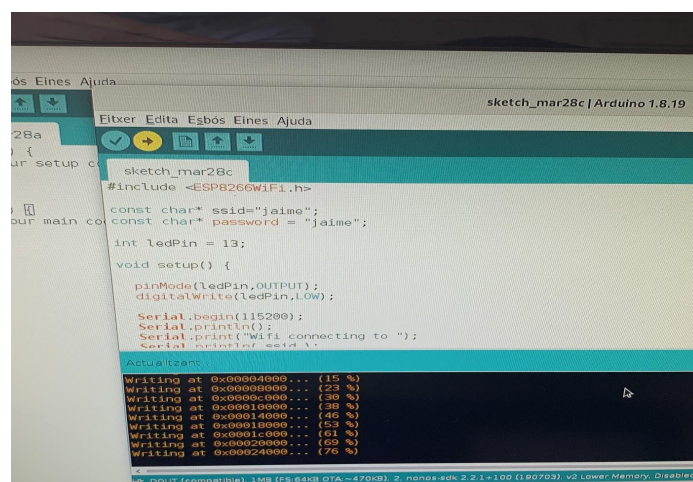 ós Eines Ajuda
28a
) {
ur setup c
) {
our main co
sketch_mar28c | Arduino 1.8.19
Fitxer Edita Esbós Eines Ajuda
sketch_mar28c
#include <ESP8266WiFi.h>
const char* ssid="jaime";
const char* password = "jaime";
int ledPin = 13;
void setup() {
pinMode(ledPin,OUTPUT);
digitalWrite(ledPin,LOW);
Serial.begin(115200);
Serial.println();
Serial.print("Wifi connecting to ");
Serial.println( ssid );
Actualitzant
Writing at 0x00004000... (15 %)
Writing at 0x00008000... (23 %)
Writing at 0x0000c000... (30 %)
Writing at 0x00010000... (38 %)
Writing at 0x00014000... (46 %)
Writing at 0x00018000... (53 %)
Writing at 0x0001c000... (61 %)
Writing at 0x00020000... (69 %)
Writing at 0x00024000... (76 %)
DOUT (compatible), 1MB (FS:64KB OTA:~470KB), 2, nonos-sdk 2.2.1+100 (190703), v2 Lower Memory, Disabled